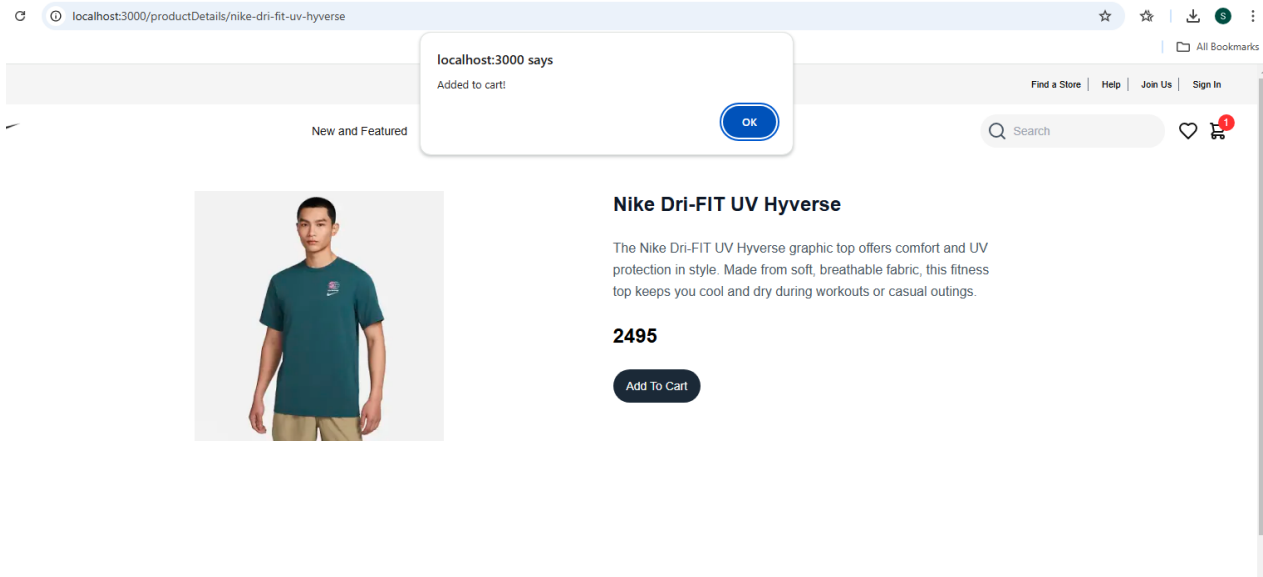 localhost:3000/productDetails/nike-dri-fit-uv-hyverse
S
All Bookmarks
localhost:3000 says
Added to cart!
OK
Find a Store
Help
Join Us
Sign In
New and Featured
Search
1
Nike Dri-FIT UV Hyverse
The Nike Dri-FIT UV Hyverse graphic top offers comfort and UV
protection in style. Made from soft, breathable fabric, this fitness
top keeps you cool and dry during workouts or casual outings.
2495
Add To Cart